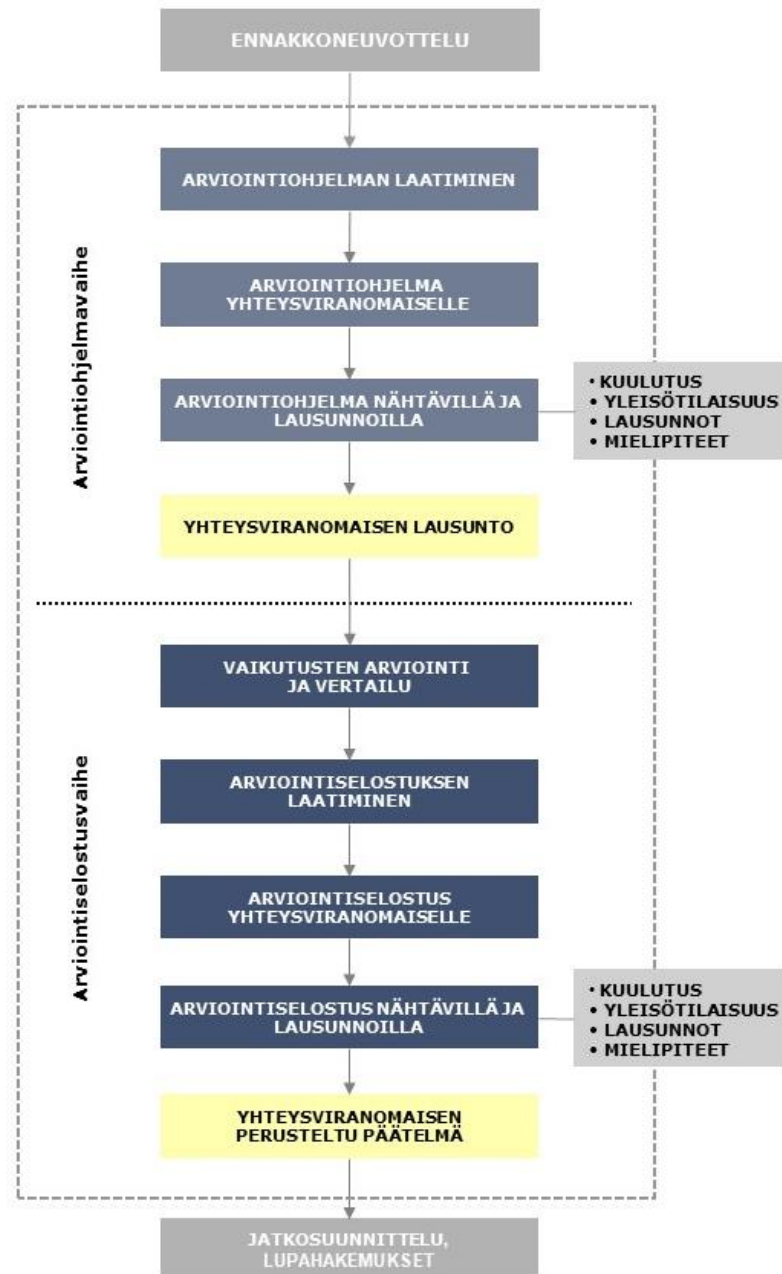 ENNAKKONEUVOTTELU
ARVIOINTIOHJELMAN LAATIMINEN
ARVIOINTIOHJELMA
YHTEYSVIRANOMAISELLE
ARVIOINTIOHJELMA NÄHTÄVILLÄ JA
LAUSUNNOILLA
• KUULUTUS
• YLEISÖTILAISUUS
• LAUSUNNOT
• MIELIPITEET
YHTEYSVIRANOMAISEN LAUSUNTO
Arviointiohjelmavaihe
VAIKUTUSTEN ARVIOINTI
JA VERTAILU
ARVIOINTISELOSTUKSEN
LAATIMINEN
ARVIOINTISELOSTUS
YHTEYSVIRANOMAISELLE
ARVIOINTISELOSTUS NÄHTÄVILLÄ JA
LAUSUNNOILLA
• KUULUTUS
• YLEISÖTILAISUUS
• LAUSUNNOT
• MIELIPITEET
YHTEYSVIRANOMAISEN
PERUSTELTU PÄÄTELMÄ
Arviointiselostusvaihe
JATKOSUUNNITTELU,
LUPAHAKEMUKSET